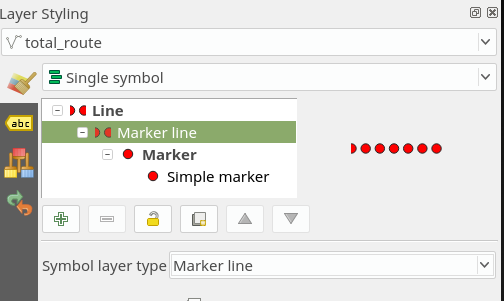 Layer Styling
total_route
Single symbol
Line
abc
Marker line
Marker
Simple marker
Symbol layer type Marker line